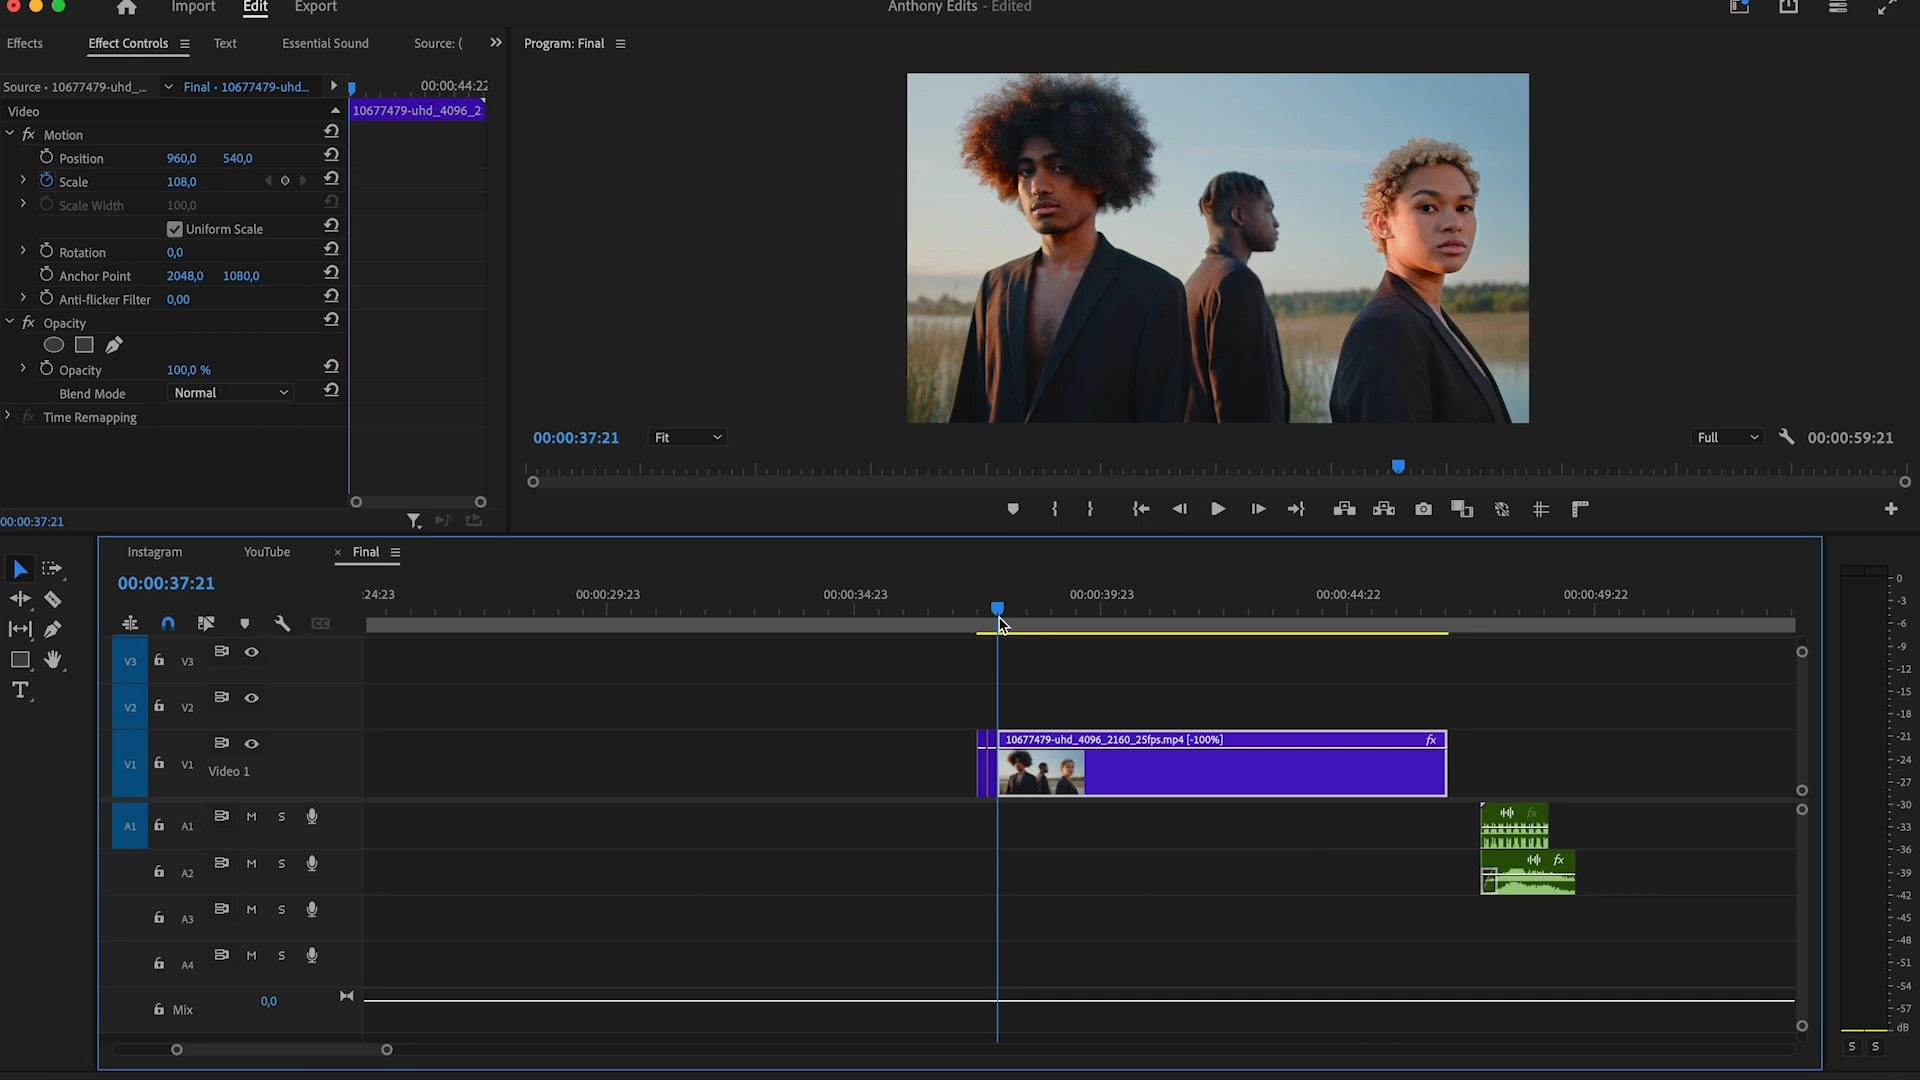 Import Edit Export
Anthony Edits - Edited
Effects Effect Controls Text Essential Sound Source: (
Program: Final
Source • 10677479-uhd_... Final • 10677479-uhd...
00:00:44:22
Video
10677479-uhd_4096_2
fx Motion
Position 960,0 540,0
Scale 108,0
Scale Width 100,0
Uniform Scale
Rotation 0,0
Anchor Point 2048,0 1080,0
Anti-flicker Filter 0,00
fx Opacity
Opacity 100,0 %
Blend Mode Normal
fx Time Remapping
00:00:37:21 Fit Full 00:00:59:21
00:00:37:21
Instagram YouTube × Final
00:00:37:21
:24:23 00:00:29:23 00:00:34:23 00:00:39:23 00:00:44:22 00:00:49:22
CC
V3 V3
V2 V2
10677479-uhd_4096_2160_25fps.mp4 [-100%] fx
V1 V1 Video 1
A1 A1 M S fx
A2 M S fx
A3 M S
A4 M S
Mix 0,0
T
0
-3
-6
-9
-12
-15
-18
-21
-24
-27
-30
-33
-36
-39
-42
-45
-48
-51
-54
-57
dB
S S